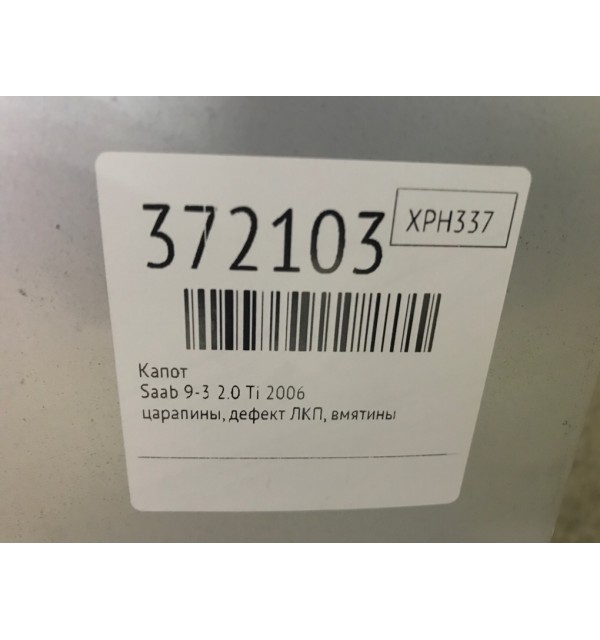 372103
XPH337
Капот
Saab 9-3 2.0 Ti 2006
царапины, дефект ЛКП, вмятины